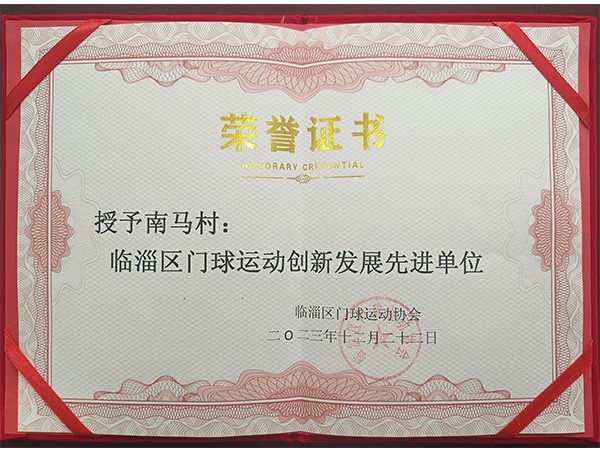 荣誉证书
HONORARY CREDENTIAL
授予南马村：
临淄区门球运动创新发展先进单位
临淄区门球运动协会
二〇二三年十二月二十二日